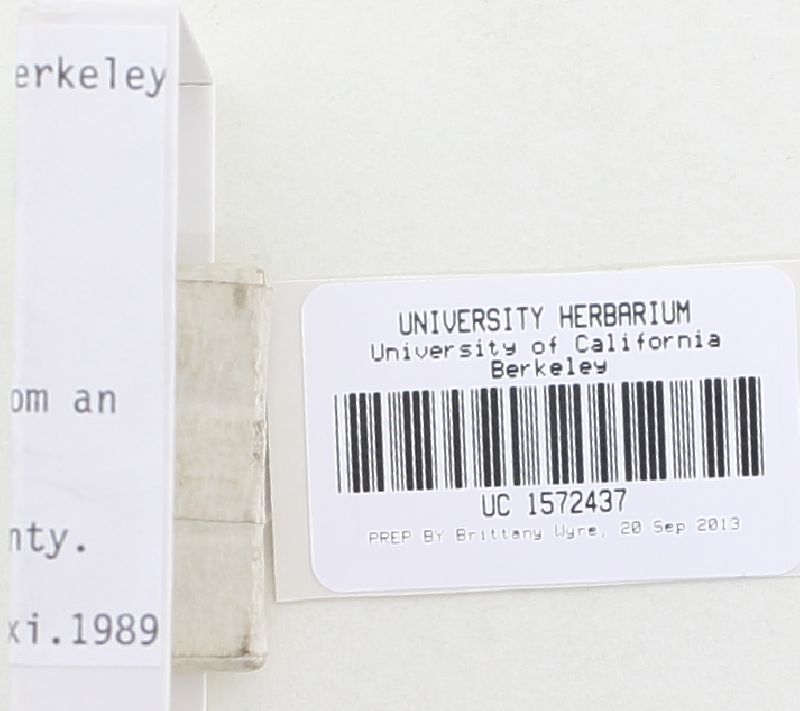 erkeley
om an
nty.
xi.1989
UNIVERSITY HERBARIUM
University of California
Berkeley
UC 1572437
PREP BY Brittany Wyre, 20 Sep 2013